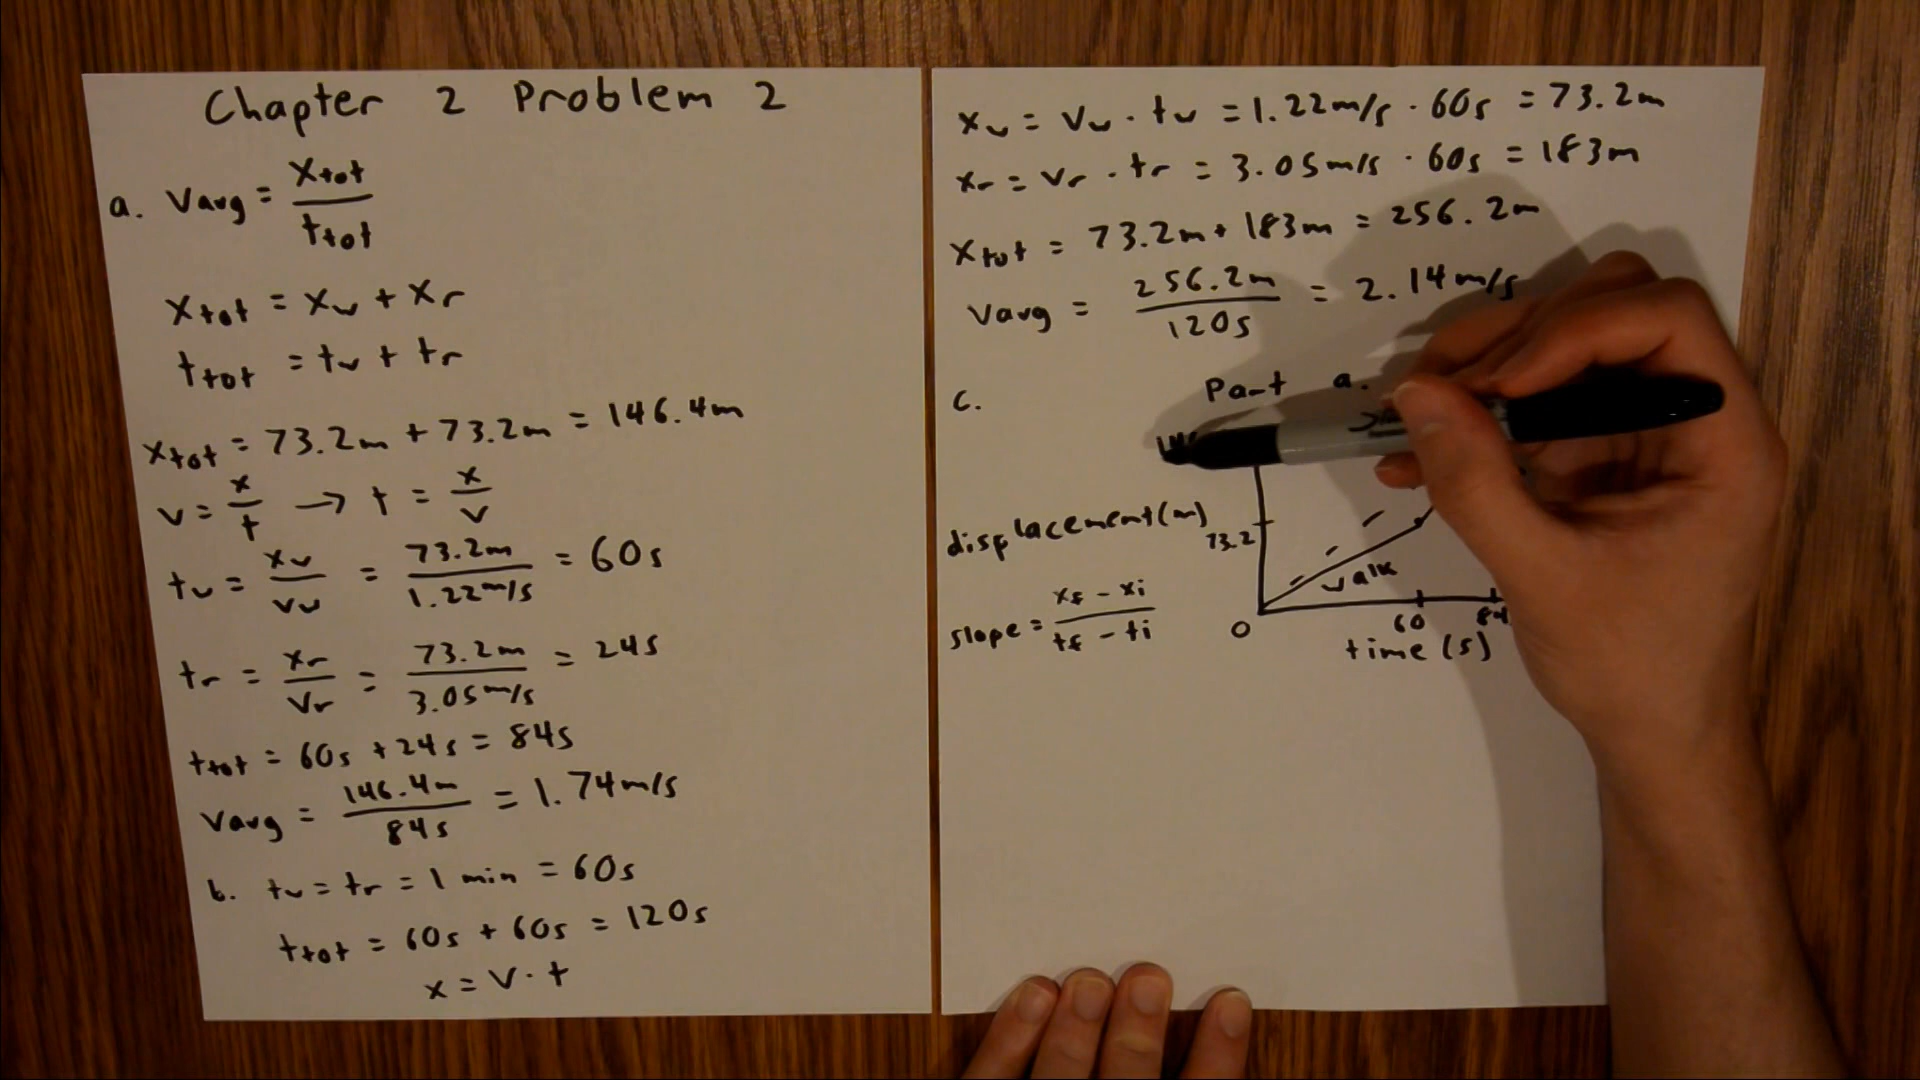 Chapter 2 Problem 2
a. Vavg = xtot / ttot
xtot = xw + xr
ttot = tw + tr
xtot = 73.2m + 73.2m = 146.4m
v = x/t → t = x/v
tw = xw/vw = 73.2m / 1.22m/s = 60s
tr = xr/vr = 73.2m / 3.05m/s = 24s
ttot = 60s + 24s = 84s
Vavg = 146.4m / 84s = 1.74m/s
b. tw = tr = 1 min = 60s
ttot = 60s + 60s = 120s
x = v · t
xw = vw · tw = 1.22m/s · 60s = 73.2m
xr = vr · tr = 3.05m/s · 60s = 183m
xtot = 73.2m + 183m = 256.2m
Vavg = 256.2m / 120s = 2.14m/s
c. Part a.
displacement(m)
73.2
walk
slope = xf - xi / tf - ti
0 60 84
time (s)